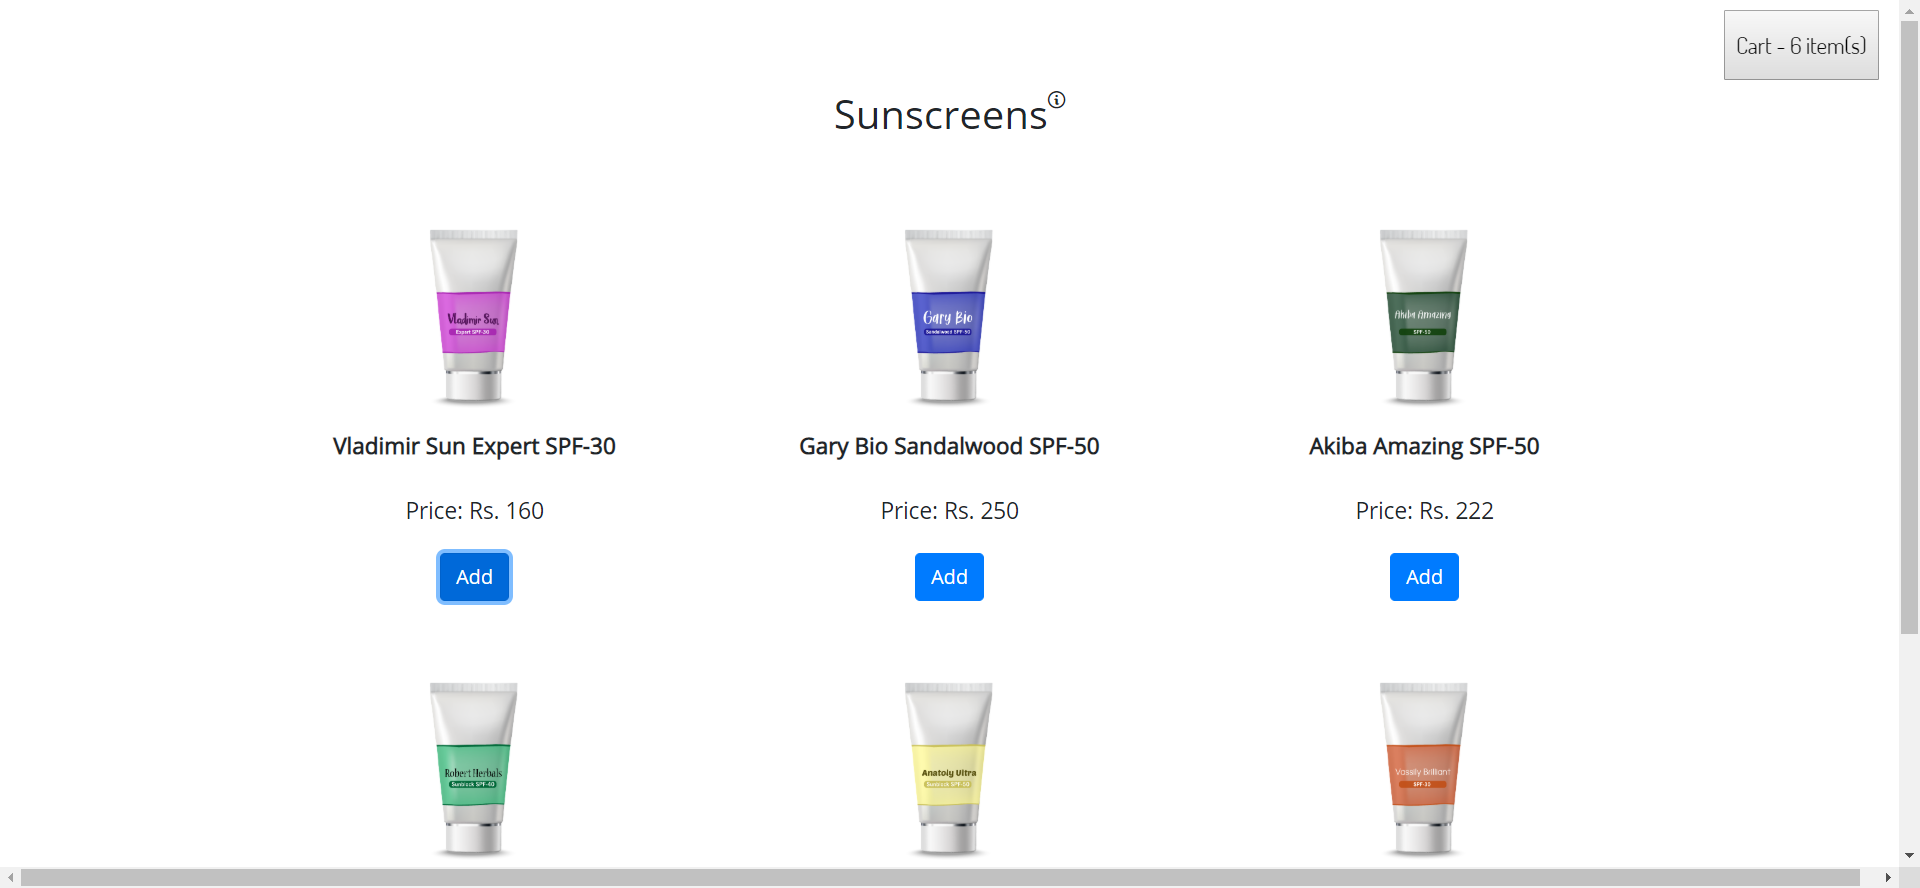 Cart - 6 item(s)
Sunscreens
Vladimir Sun
Expert SPF-30
Gary Bio
Sandalwood SPF-50
Akiba Amazing
SPF-50
Vladimir Sun Expert SPF-30
Gary Bio Sandalwood SPF-50
Akiba Amazing SPF-50
Price: Rs. 160
Price: Rs. 250
Price: Rs. 222
Add
Add
Add
Robert Herbals
Sunblock SPF-40
Anatoly Ultra
Sunblock SPF-50
Vassily Brilliant
SPF-30